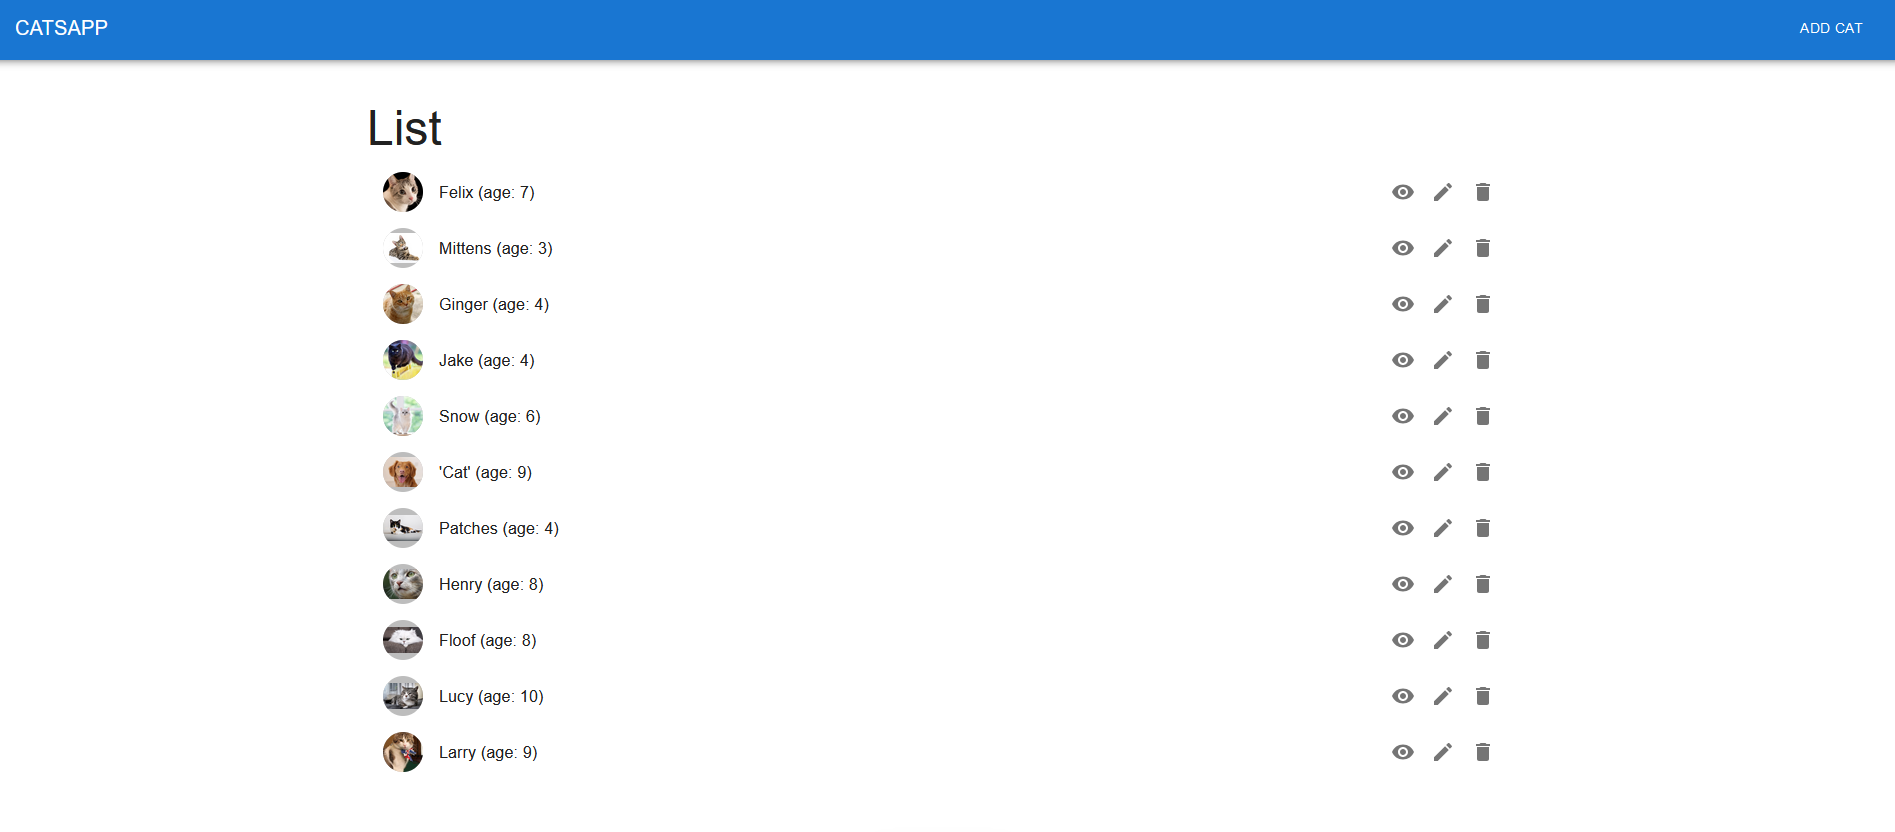 CATSAPP
ADD CAT
List
Felix (age: 7)
Mittens (age: 3)
Ginger (age: 4)
Jake (age: 4)
Snow (age: 6)
'Cat' (age: 9)
Patches (age: 4)
Henry (age: 8)
Floof (age: 8)
Lucy (age: 10)
Larry (age: 9)